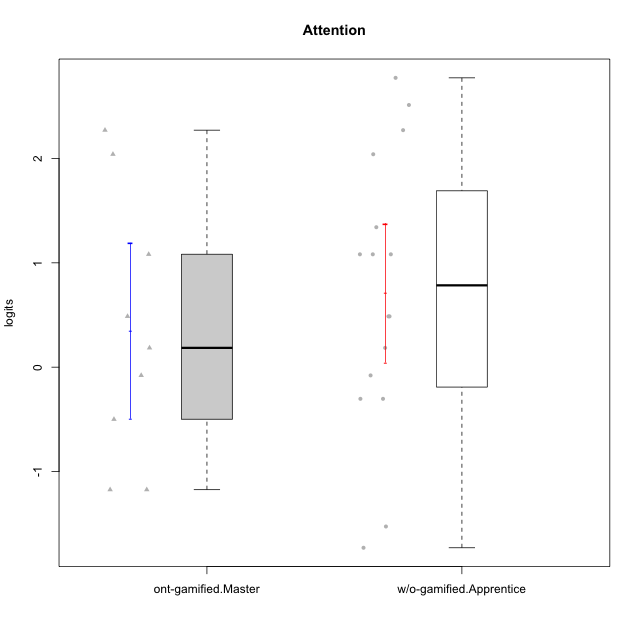 Attention
logits
2
1
0
-1
ont-gamified.Master
w/o-gamified.Apprentice